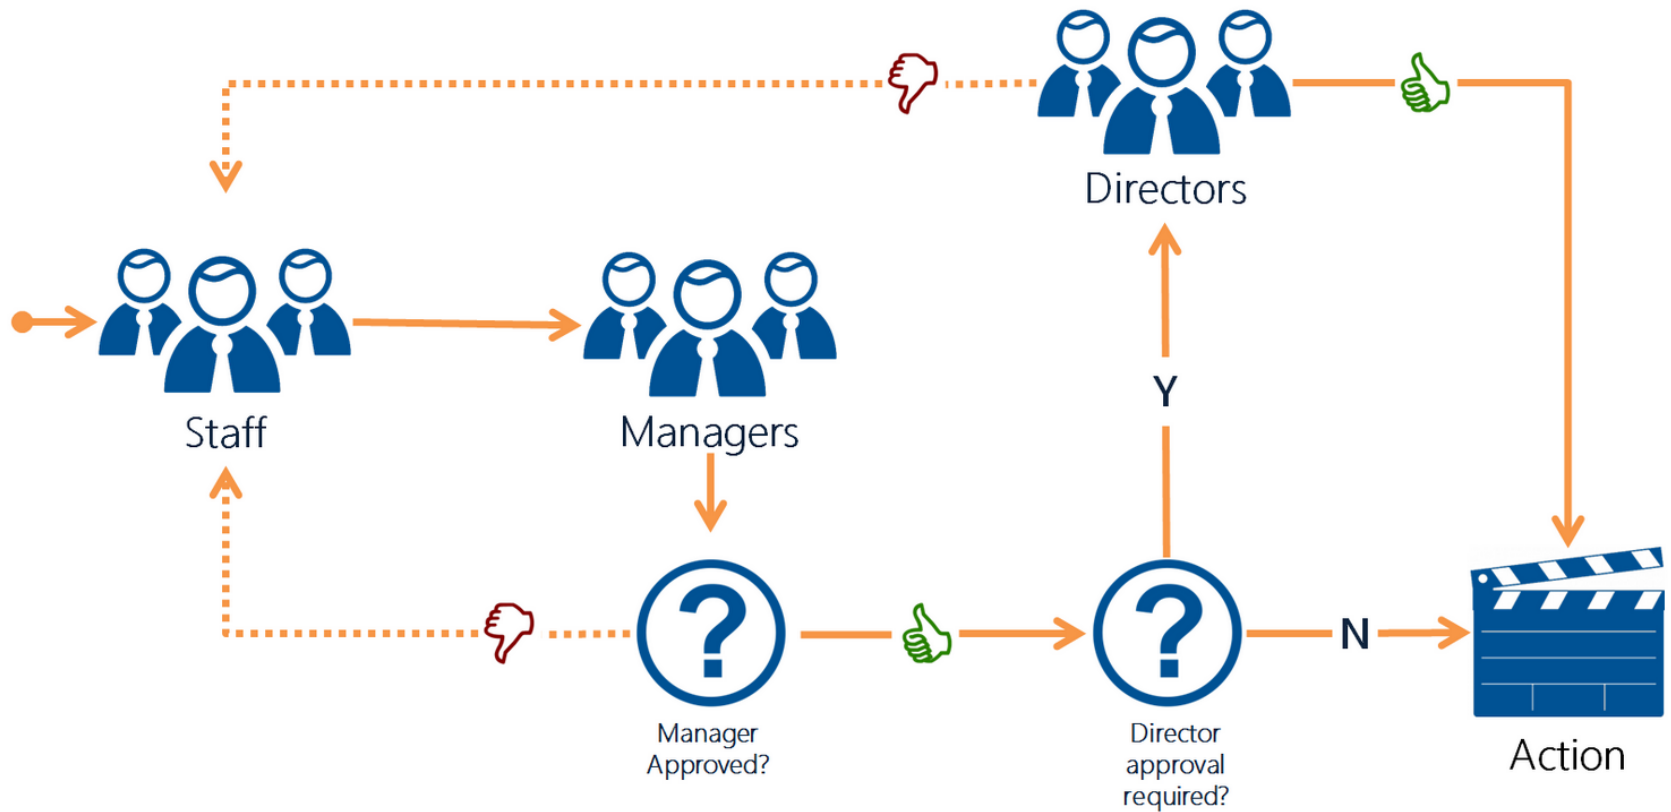 Directors
Staff
Managers
Y
N
Manager
Approved?
Director
approval
required?
Action